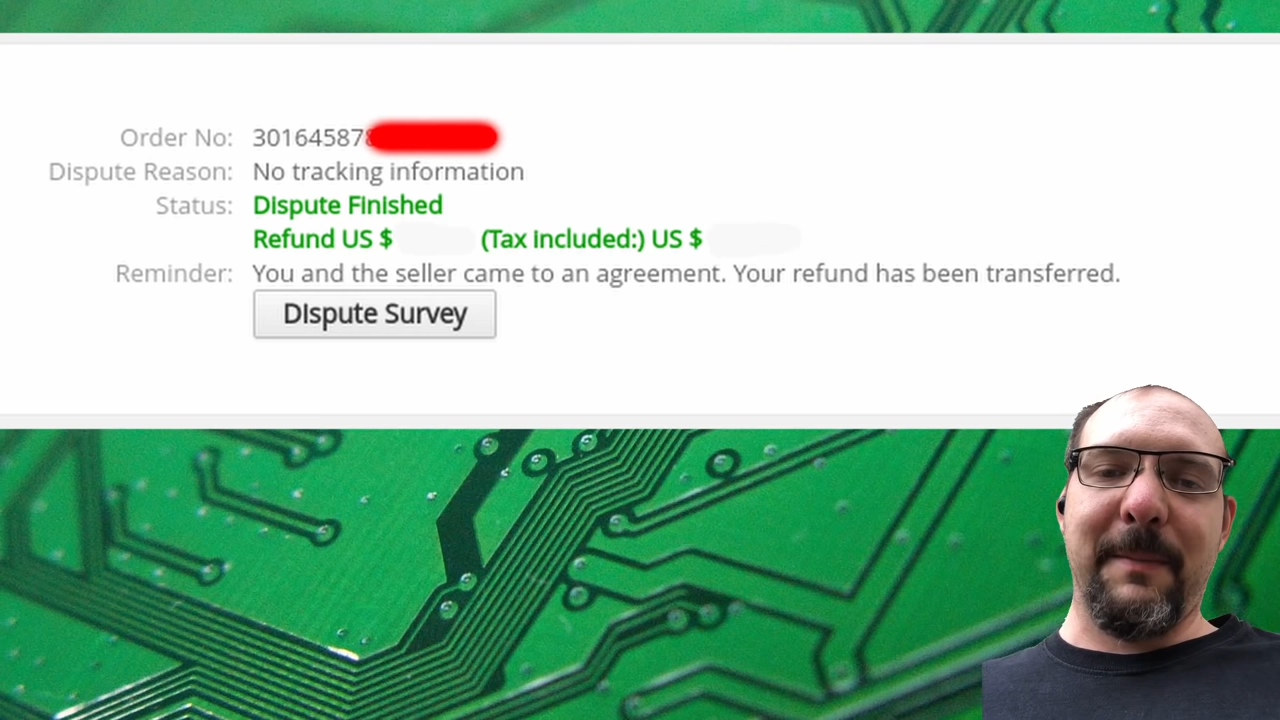 Order No: 30164587
Dispute Reason: No tracking information
Status: Dispute Finished
Refund US $ (Tax included:) US $
Reminder: You and the seller came to an agreement. Your refund has been transferred.
Dispute Survey